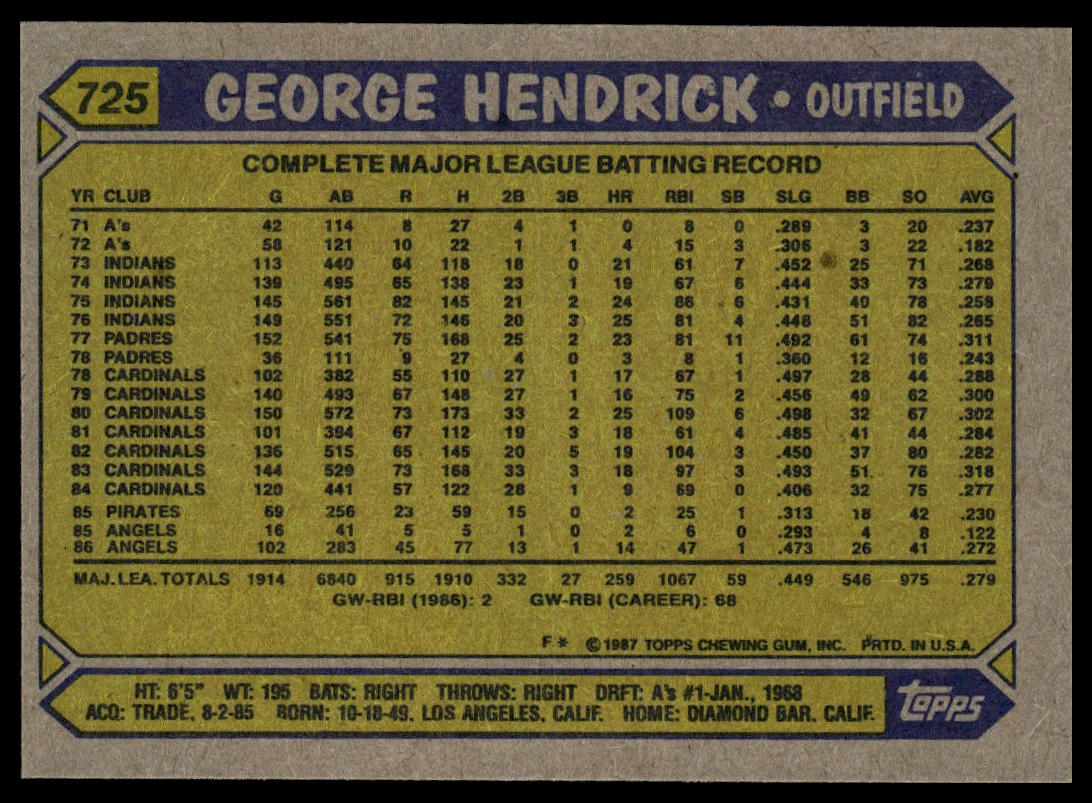 725 GEORGE HENDRICK • OUTFIELD
COMPLETE MAJOR LEAGUE BATTING RECORD
YR CLUB G AB R H 2B 3B HR RBI SB SLG BB SO AVG
71 A's 42 114 8 27 4 1 0 8 0 .289 3 20 .237
72 A's 58 121 10 22 1 1 4 15 3 .306 3 22 .182
73 INDIANS 113 440 64 118 18 0 21 61 7 .452 25 71 .268
74 INDIANS 139 495 65 138 23 1 19 67 6 .444 33 73 .279
75 INDIANS 145 561 82 145 21 2 24 86 6 .431 40 78 .258
76 INDIANS 149 551 72 146 20 3 25 81 4 .448 51 82 .265
77 PADRES 152 541 75 168 25 2 23 81 11 .492 61 74 .311
78 PADRES 36 111 9 27 4 0 3 8 1 .360 12 16 .243
78 CARDINALS 102 382 55 110 27 1 17 67 1 .497 28 44 .288
79 CARDINALS 140 493 67 148 27 1 16 75 2 .456 49 62 .300
80 CARDINALS 150 572 73 173 33 2 25 109 6 .498 32 67 .302
81 CARDINALS 101 394 67 112 19 3 18 61 4 .485 41 44 .284
82 CARDINALS 136 515 65 145 20 5 19 104 3 .450 37 80 .282
83 CARDINALS 144 529 73 168 33 3 18 97 3 .493 51 76 .318
84 CARDINALS 120 441 57 122 28 1 9 69 0 .406 32 75 .277
85 PIRATES 69 256 23 59 15 0 2 25 1 .313 18 42 .230
85 ANGELS 16 41 5 5 1 0 2 6 0 .293 4 8 .122
86 ANGELS 102 283 45 77 13 1 14 47 1 .473 26 41 .272
MAJ. LEA. TOTALS 1914 6840 915 1910 332 27 259 1067 59 .449 546 975 .279
GW-RBI (1986): 2 GW-RBI (CAREER): 68
F* ©1987 TOPPS CHEWING GUM, INC. PRTD. IN U.S.A.
HT: 6'5" WT: 195 BATS: RIGHT THROWS: RIGHT DRFT: A's #1-JAN., 1968
ACQ: TRADE, 8-2-85 BORN: 10-18-49, LOS ANGELES, CALIF. HOME: DIAMOND BAR, CALIF.
topps